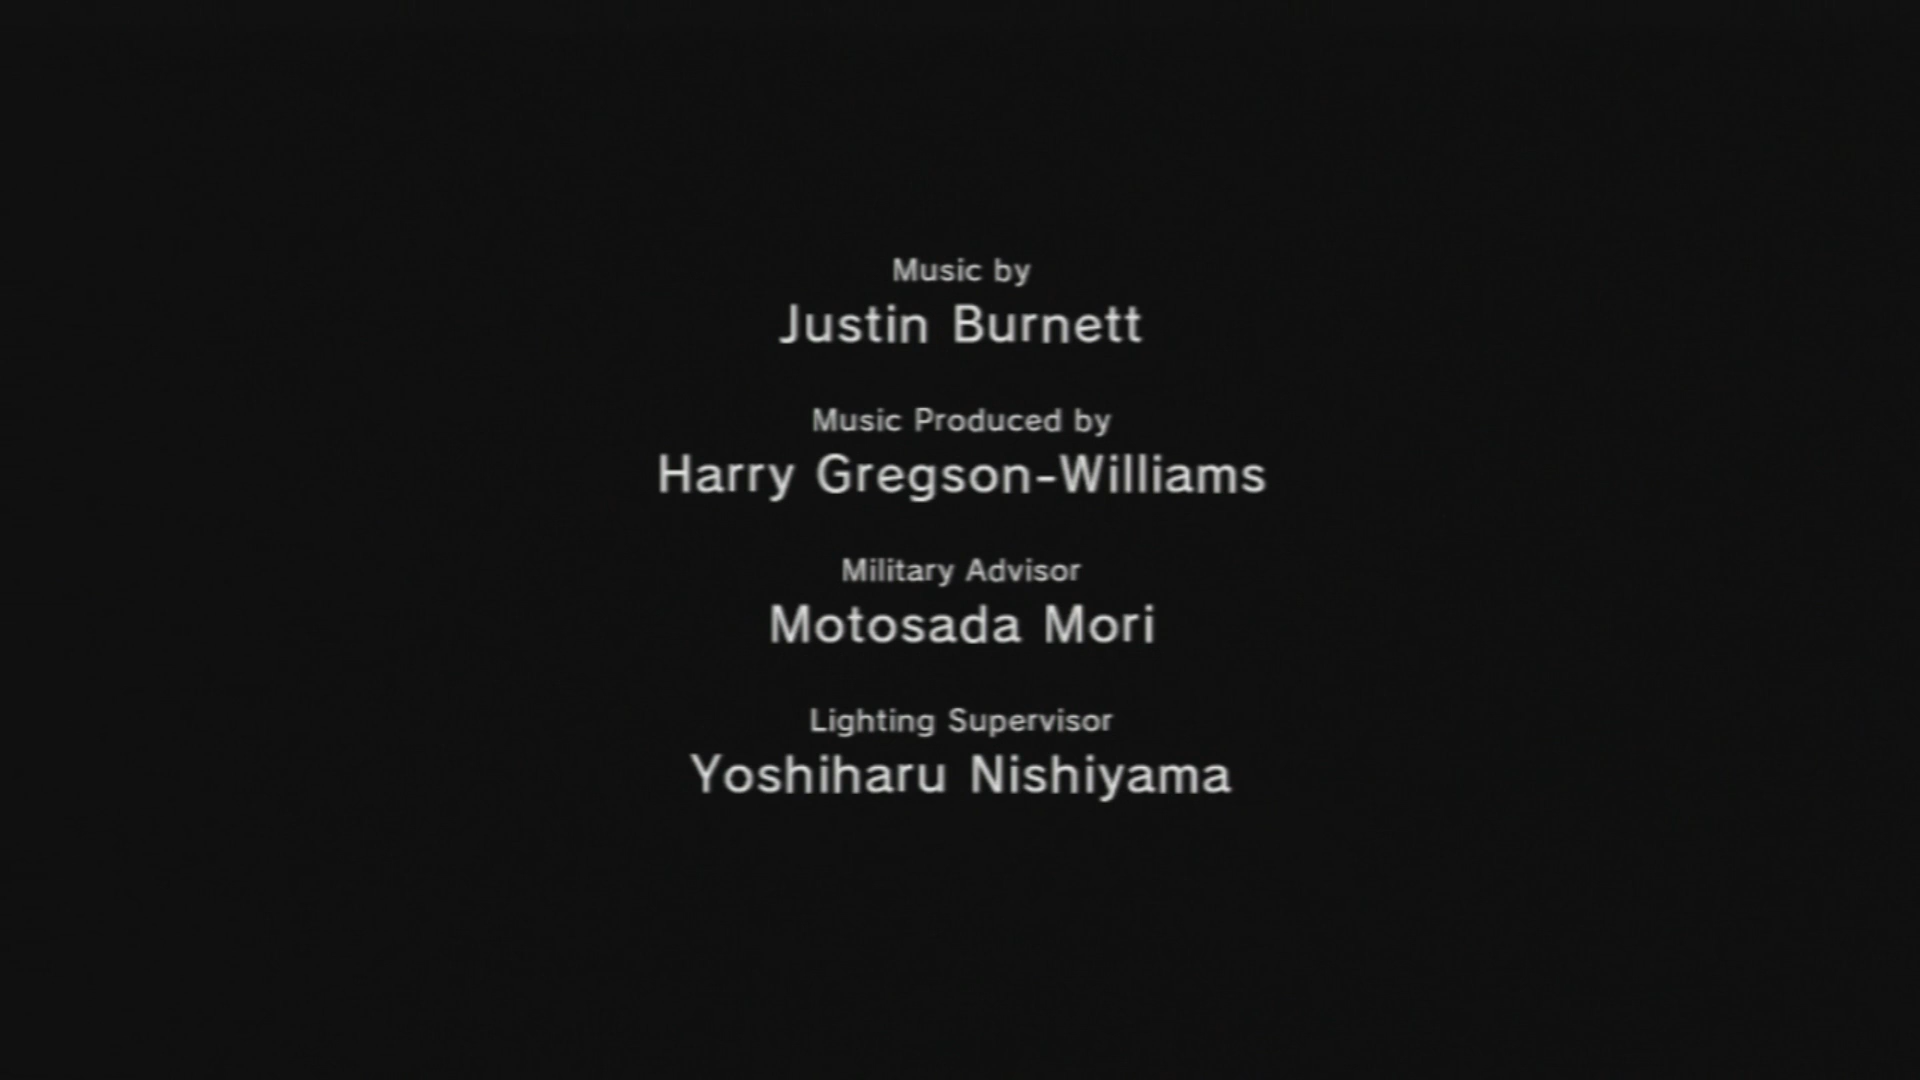 Music by
Justin Burnett
Music Produced by
Harry Gregson-Williams
Military Advisor
Motosada Mori
Lighting Supervisor
Yoshiharu Nishiyama